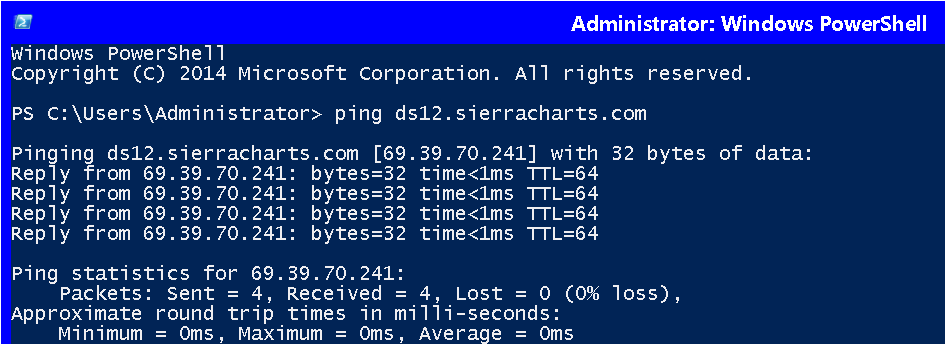 Administrator: Windows PowerShell
Windows PowerShell
Copyright (C) 2014 Microsoft Corporation. All rights reserved.
PS C:\Users\Administrator> ping ds12.sierracharts.com
Pinging ds12.sierracharts.com [69.39.70.241] with 32 bytes of data:
Reply from 69.39.70.241: bytes=32 time<1ms TTL=64
Reply from 69.39.70.241: bytes=32 time<1ms TTL=64
Reply from 69.39.70.241: bytes=32 time<1ms TTL=64
Reply from 69.39.70.241: bytes=32 time<1ms TTL=64
Ping statistics for 69.39.70.241:
    Packets: Sent = 4, Received = 4, Lost = 0 (0% loss),
Approximate round trip times in milli-seconds:
    Minimum = 0ms, Maximum = 0ms, Average = 0ms